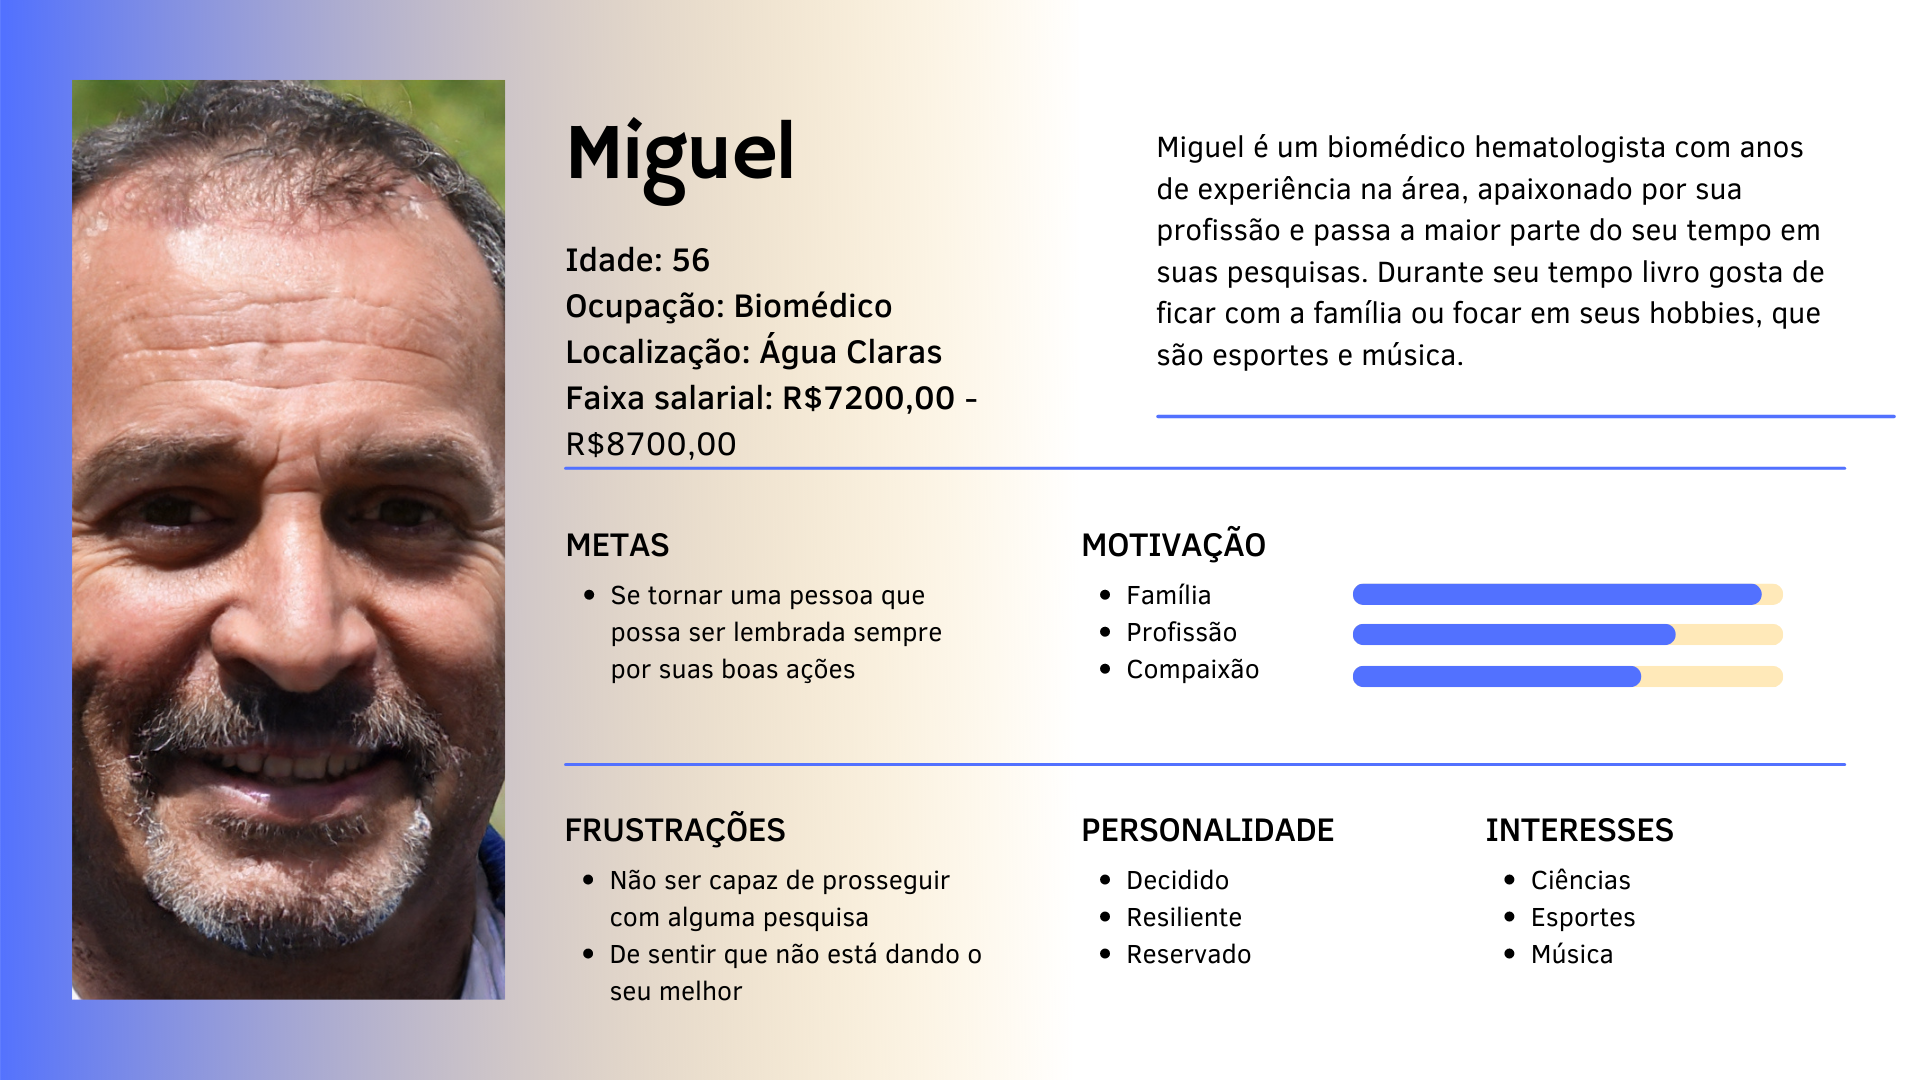 Miguel
Idade: 56
Ocupação: Biomédico
Localização: Água Claras
Faixa salarial: R$7200,00 -
R$8700,00
Miguel é um biomédico hematologista com anos
de experiência na área, apaixonado por sua
profissão e passa a maior parte do seu tempo em
suas pesquisas. Durante seu tempo livro gosta de
ficar com a família ou focar em seus hobbies, que
são esportes e música.
METAS
• Se tornar uma pessoa que
possa ser lembrada sempre
por suas boas ações
MOTIVAÇÃO
• Família
• Profissão
• Compaixão
FRUSTRAÇÕES
• Não ser capaz de prosseguir
com alguma pesquisa
• De sentir que não está dando o
seu melhor
PERSONALIDADE
• Decidido
• Resiliente
• Reservado
INTERESSES
• Ciências
• Esportes
• Música